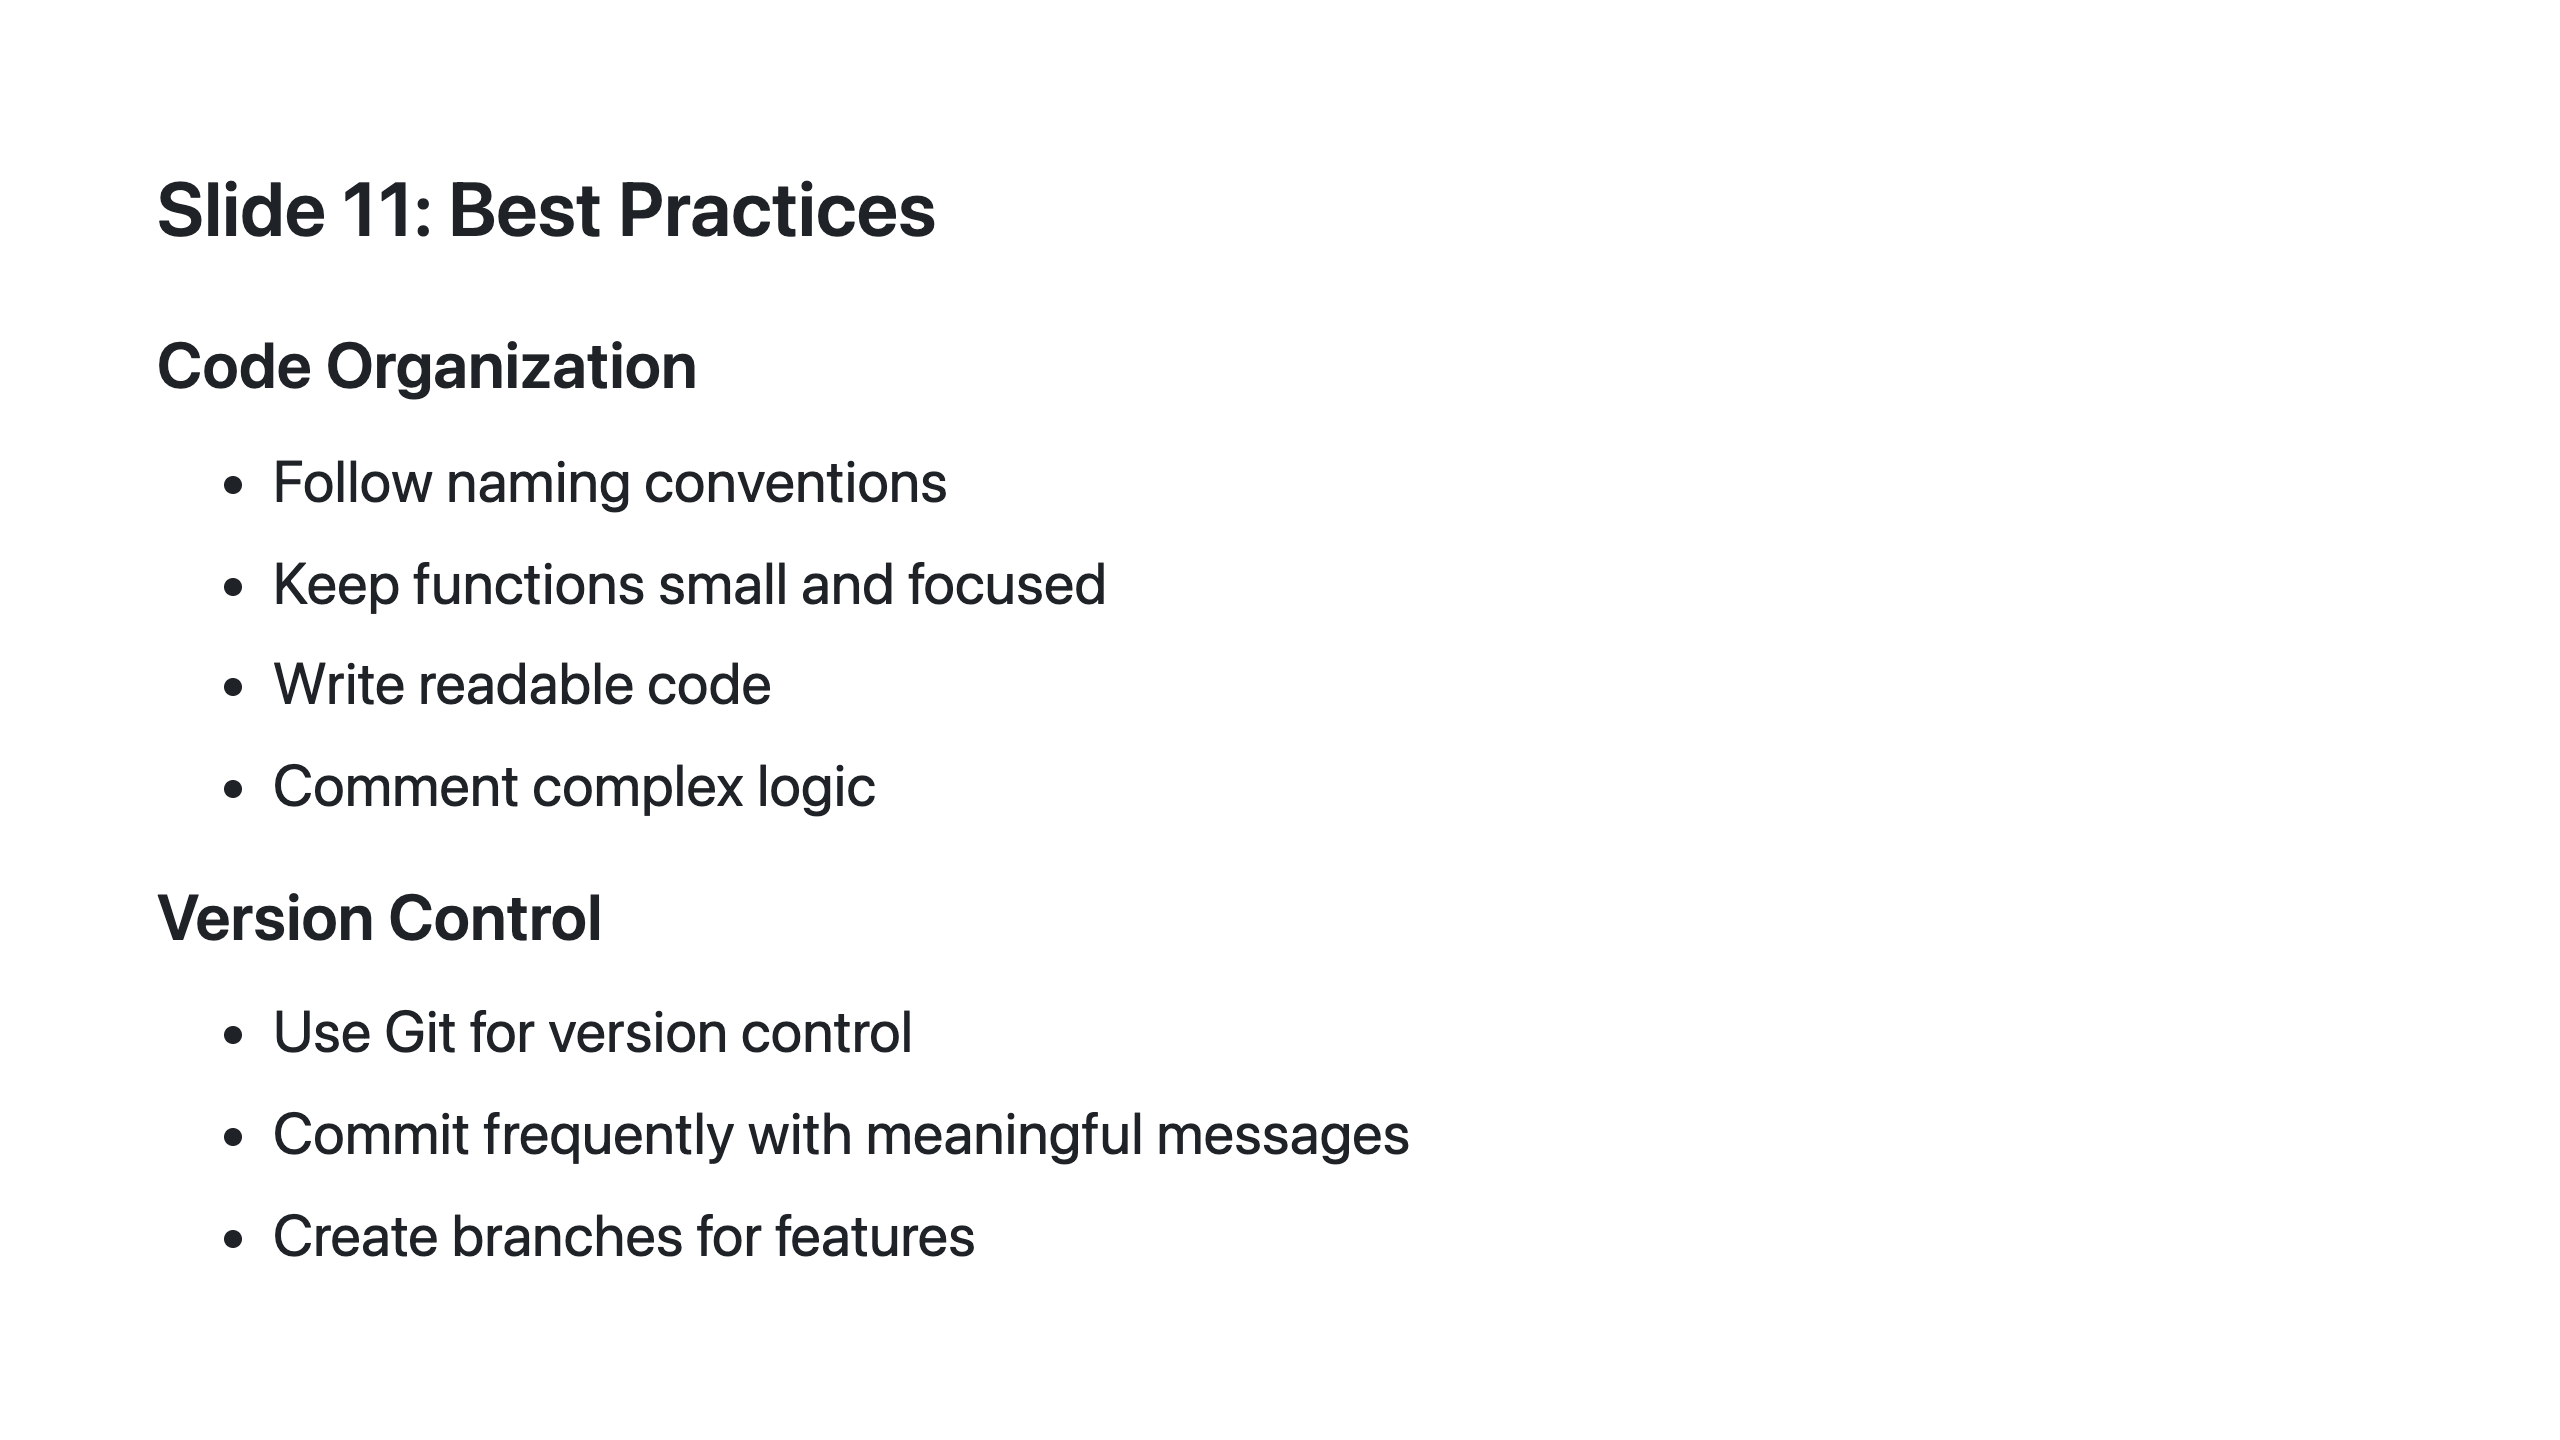 Slide 11: Best Practices
Code Organization
• Follow naming conventions
• Keep functions small and focused
• Write readable code
• Comment complex logic
Version Control
• Use Git for version control
• Commit frequently with meaningful messages
• Create branches for features